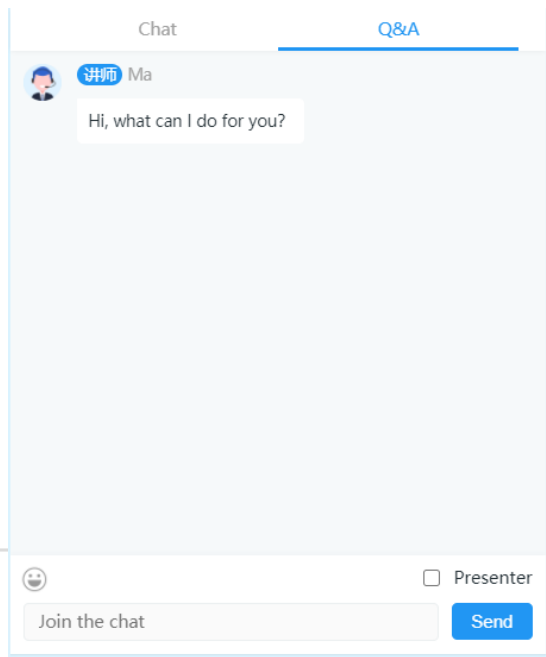 Chat Q&A
讲师 Ma
Hi, what can I do for you?
Presenter
Join the chat Send